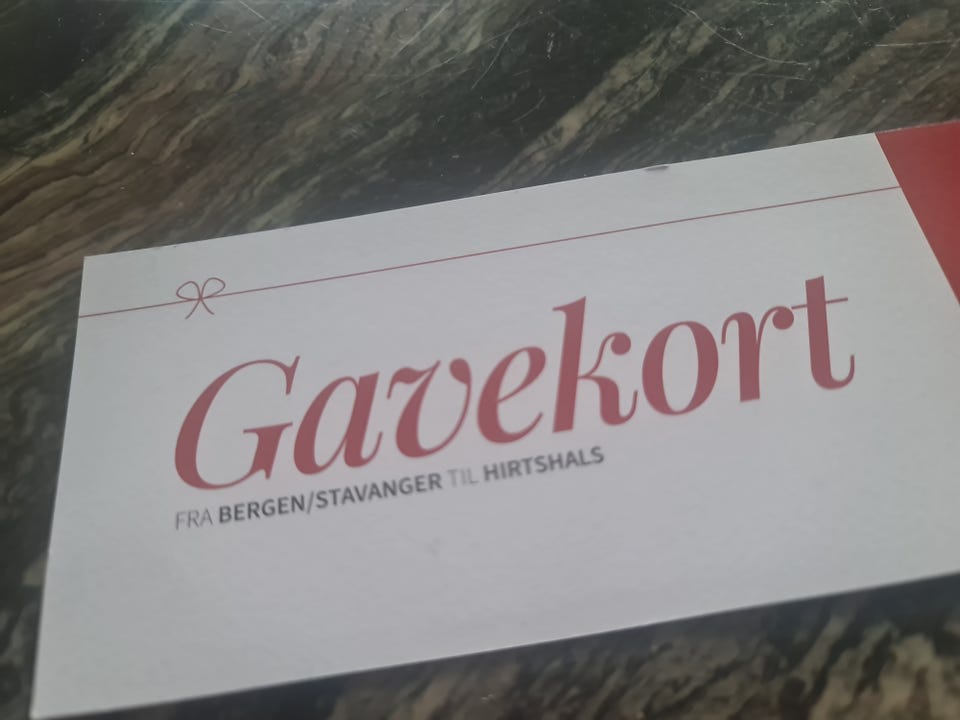 Gavekort
FRA BERGEN/STAVANGER TIL HIRTSHALS